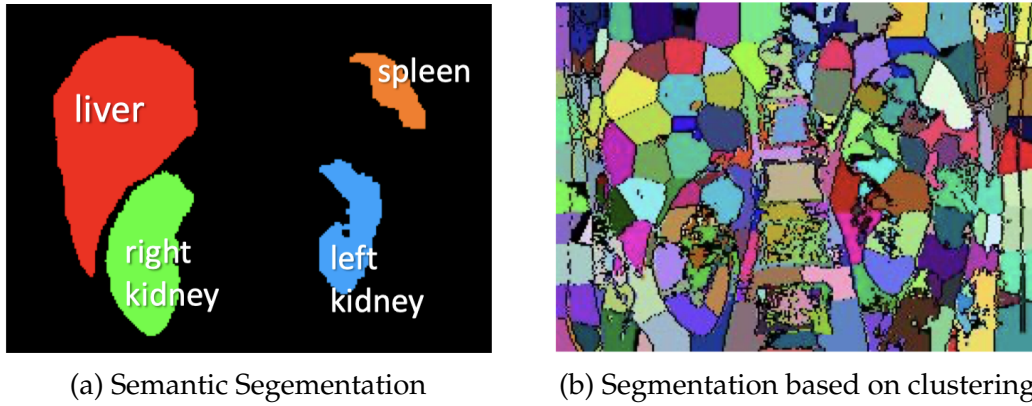 liver
spleen
right
kidney
left
kidney
(a) Semantic Segementation
(b) Segmentation based on clustering